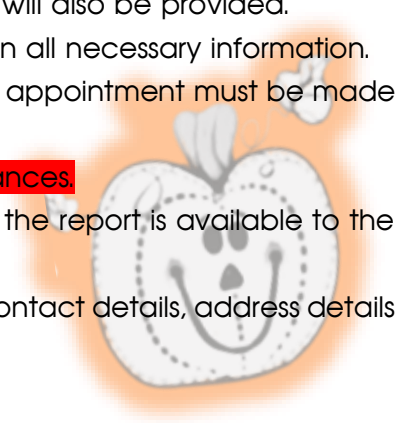 will also be provided.
n all necessary information.
appointment must be made
ances.
the report is available to the
ontact details, address details